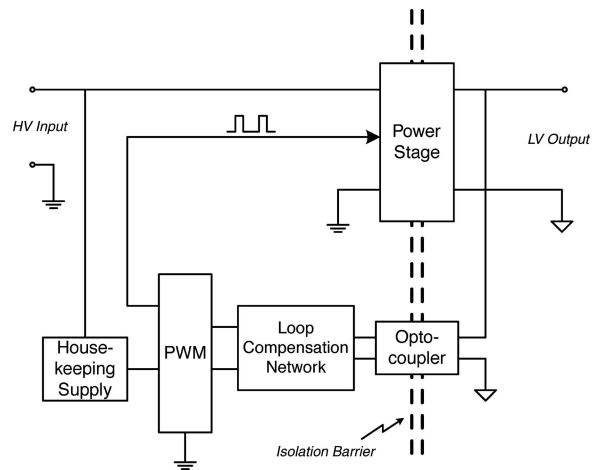 HV Input
Power
Stage
LV Output
House-
keeping
Supply
PWM
Loop
Compensation
Network
Opto-
coupler
Isolation Barrier